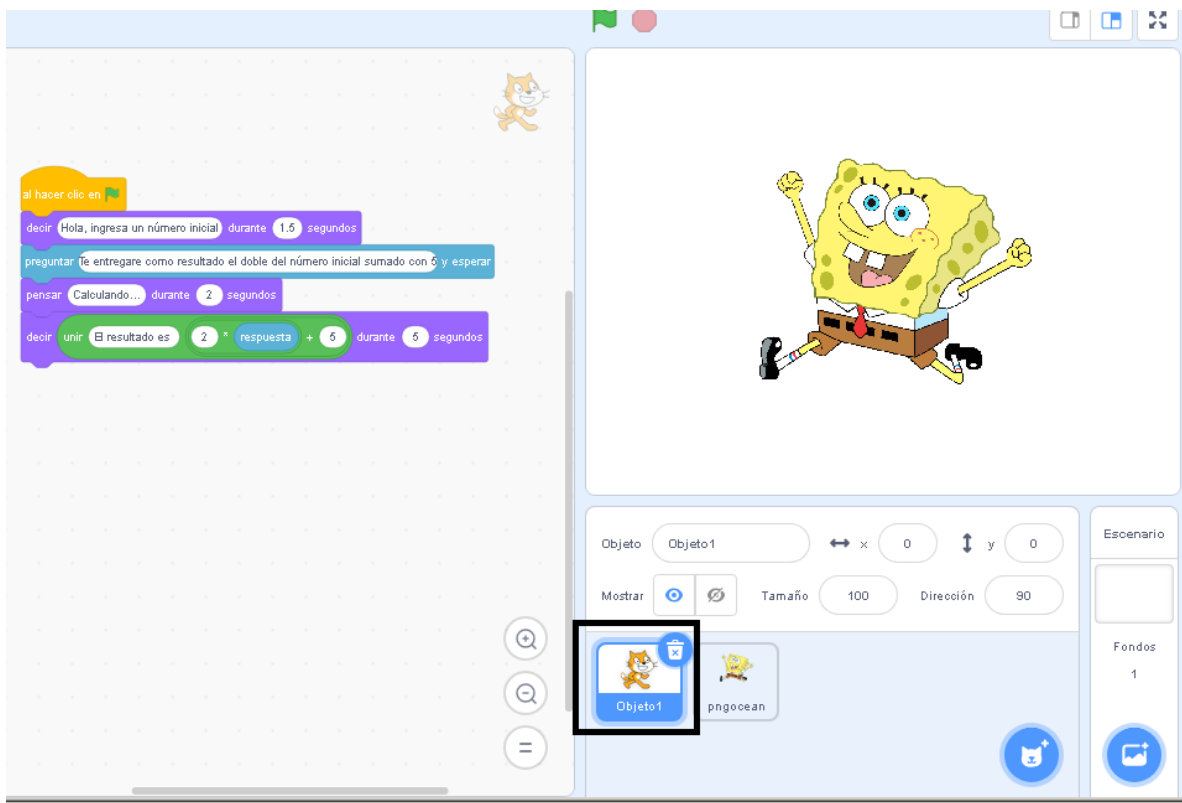 al hacer clic en
decir Hola, ingresa un número inicial durante 1.5 segundos
preguntar Te entregare como resultado el doble del número inicial sumado con 5 y esperar
pensar Calculando... durante 2 segundos
decir unir El resultado es 2 * respuesta + 5 durante 5 segundos
Objeto Objeto1 x 0 y 0
Mostrar Tamaño 100 Dirección 90
Objeto1
pngocean
Escenario
Fondos
1